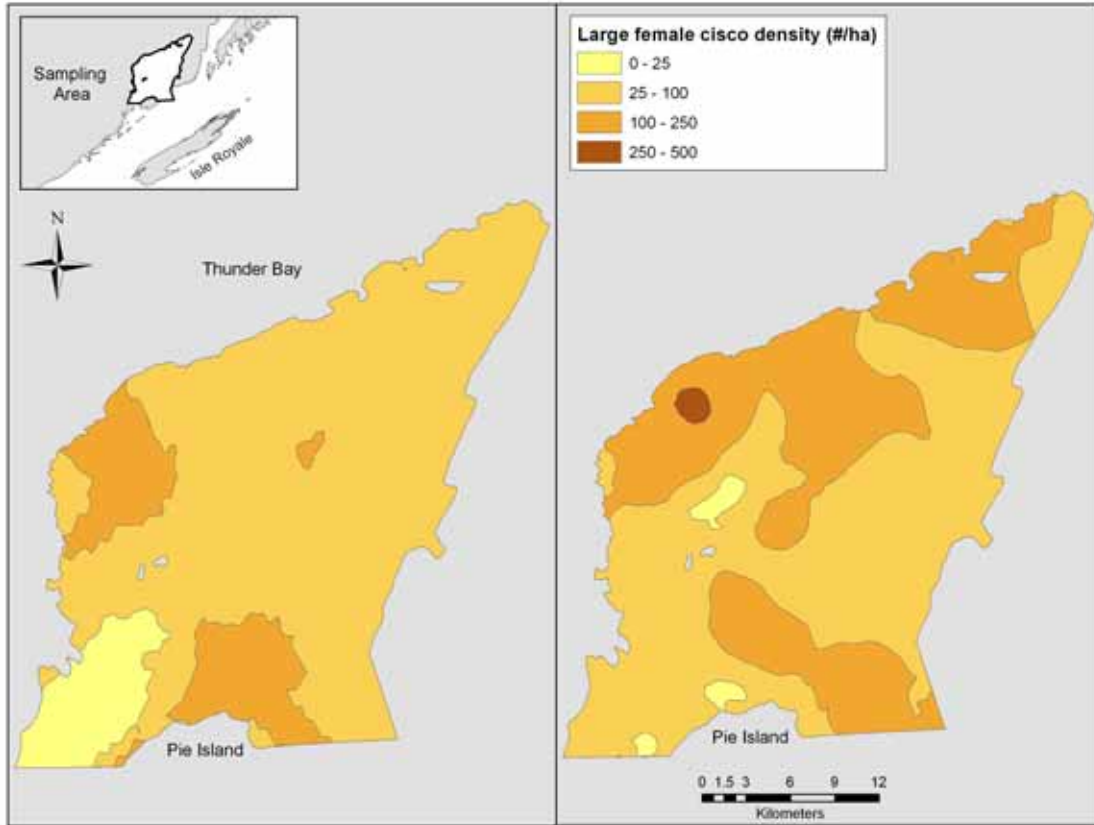 Sampling
Area
Isle Royale
N
Thunder Bay
Pie Island
Large female cisco density (#/ha)
0 - 25
25 - 100
100 - 250
250 - 500
Pie Island
0 1.5 3 6 9 12
Kilometers